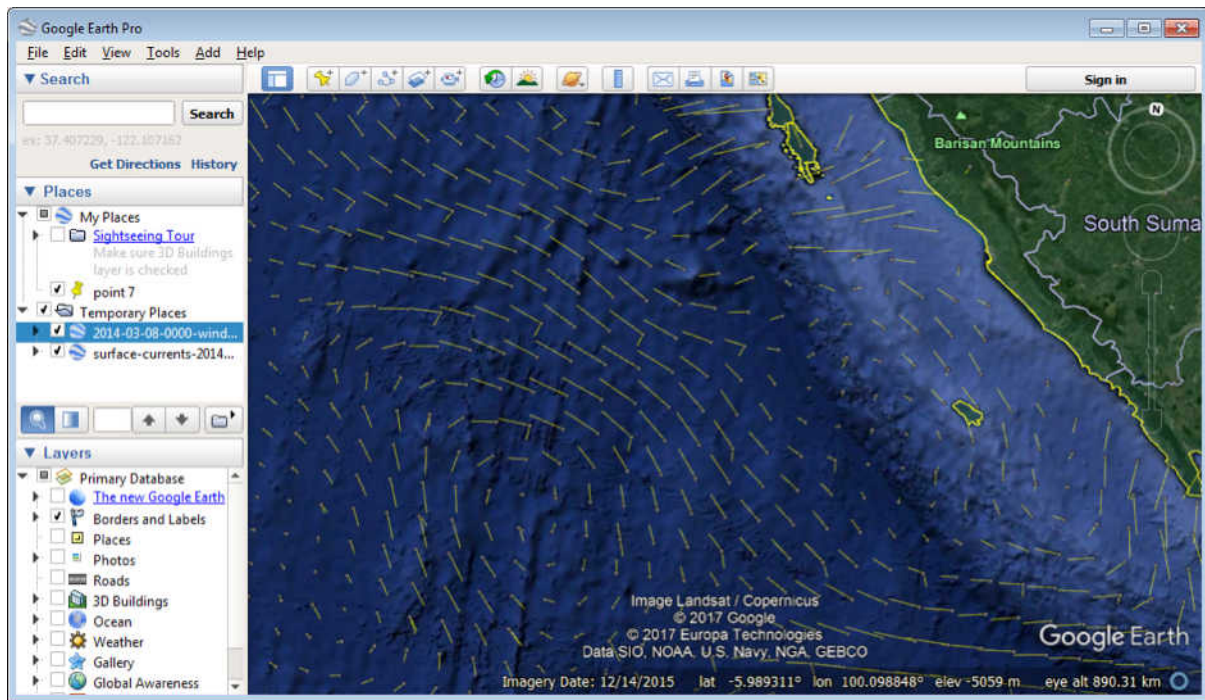 Google Earth Pro
File Edit View Tools Add Help
Search
Sign in
Search
ex: 37.407229, -122.107162
Get Directions History
Places
My Places
Sightseeing Tour
Make sure 3D Buildings
layer is checked
point 7
Temporary Places
2014-03-08-0000-wind...
surface-currents-2014...
Layers
Primary Database
The new Google Earth
Borders and Labels
Places
Photos
Roads
3D Buildings
Ocean
Weather
Gallery
Global Awareness
N
Barisan Mountains
South Suma
Image Landsat / Copernicus
© 2017 Google
© 2017 Europa Technologies
Data SIO, NOAA, U.S. Navy, NGA, GEBCO
Google Earth
Imagery Date: 12/14/2015 lat -5.989311° lon 100.098848° elev -5059 m eye alt 890.31 km